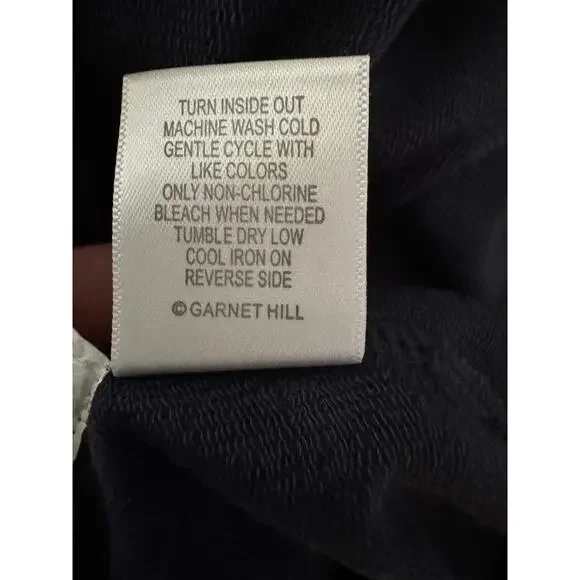 TURN INSIDE OUT
MACHINE WASH COLD
GENTLE CYCLE WITH
LIKE COLORS
ONLY NON-CHLORINE
BLEACH WHEN NEEDED
TUMBLE DRY LOW
COOL IRON ON
REVERSE SIDE
© GARNET HILL